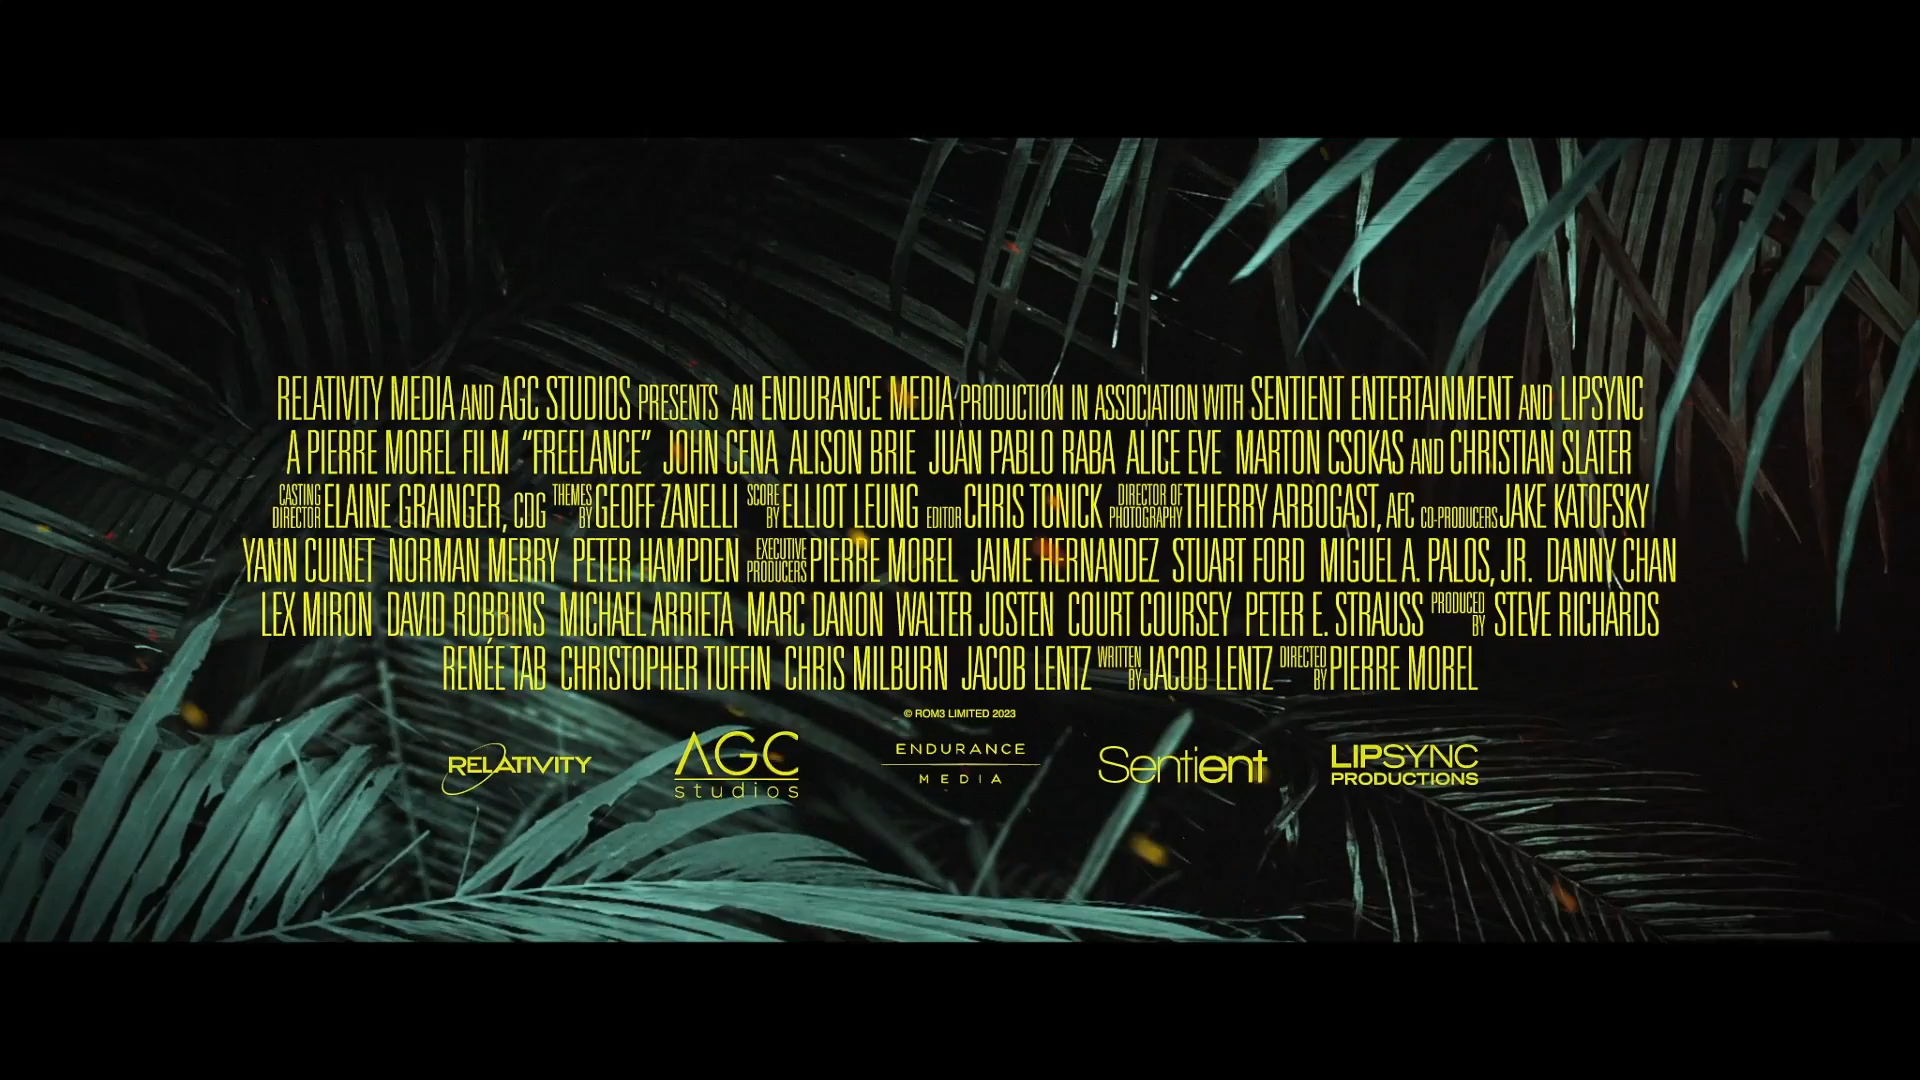 RELATIVITY MEDIA AND AGC STUDIOS PRESENTS AN ENDURANCE MEDIA PRODUCTION IN ASSOCIATION WITH SENTIENT ENTERTAINMENT AND LIPSYNC
A PIERRE MOREL FILM “FREELANCE” JOHN CENA ALISON BRIE JUAN PABLO RABA ALICE EVE MARTON CSOKAS AND CHRISTIAN SLATER
CASTING DIRECTOR ELAINE GRAINGER, CDG THEMES BY GEOFF ZANELLI SCORE BY ELLIOT LEUNG EDITOR CHRIS TONICK DIRECTOR OF PHOTOGRAPHY THIERRY ARBOGAST, AFC CO-PRODUCERS JAKE KATOFSKY
YANN CUINET NORMAN MERRY PETER HAMPDEN EXECUTIVE PRODUCERS PIERRE MOREL JAIME HERNANDEZ STUART FORD MIGUEL A. PALOS, JR. DANNY CHAN
LEX MIRON DAVID ROBBINS MICHAEL ARRIETA MARC DANON WALTER JOSTEN COURT COURSEY PETER E. STRAUSS PRODUCED BY STEVE RICHARDS
RENÉE TAB CHRISTOPHER TUFFIN CHRIS MILBURN JACOB LENTZ WRITTEN BY JACOB LENTZ DIRECTED BY PIERRE MOREL
© ROM3 LIMITED 2023
RELATIVITY
AGC
studios
ENDURANCE
MEDIA
Sentient
LIPSYNC
PRODUCTIONS